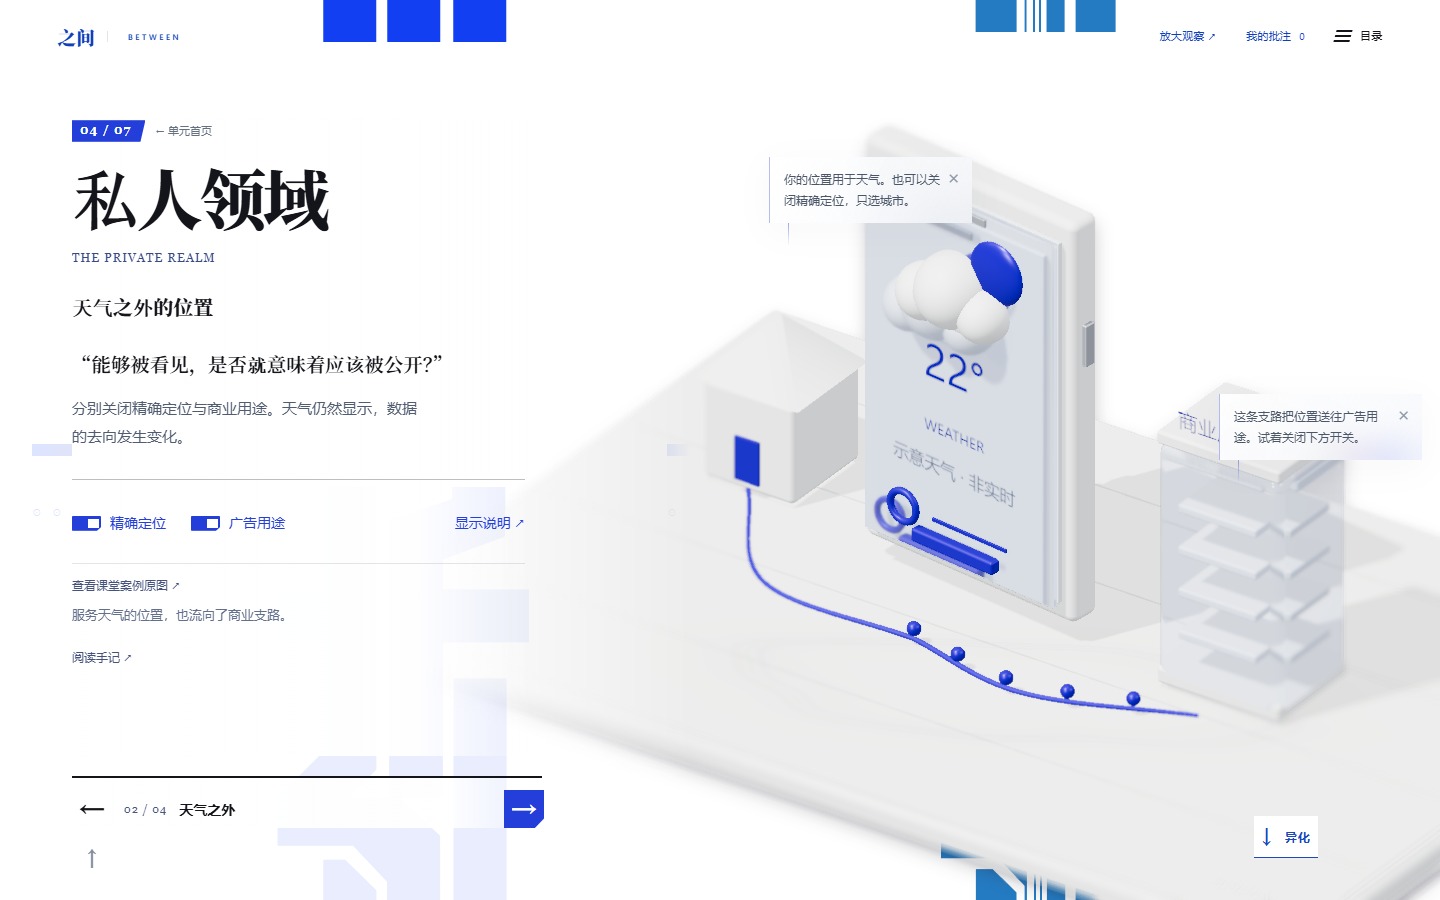 之间
BETWEEN
放大观察 ↗
我的批注 0
目录
04 / 07
← 单元首页
私人领域
THE PRIVATE REALM
天气之外的位置
“能够被看见，是否就意味着应该被公开？”
分别关闭精确定位与商业用途。天气仍然显示，数据
的去向发生变化。
精确定位
广告用途
显示说明 ↗
查看课堂案例原图 ↗
服务天气的位置，也流向了商业支路。
阅读手记 ↗
← 02 / 04 天气之外 →
↑
你的位置用于天气。也可以关
闭精确定位，只选城市。
22°
WEATHER
示意天气 · 非实时
商业
这条支路把位置送往广告用
途。试着关闭下方开关。
↓ 异化